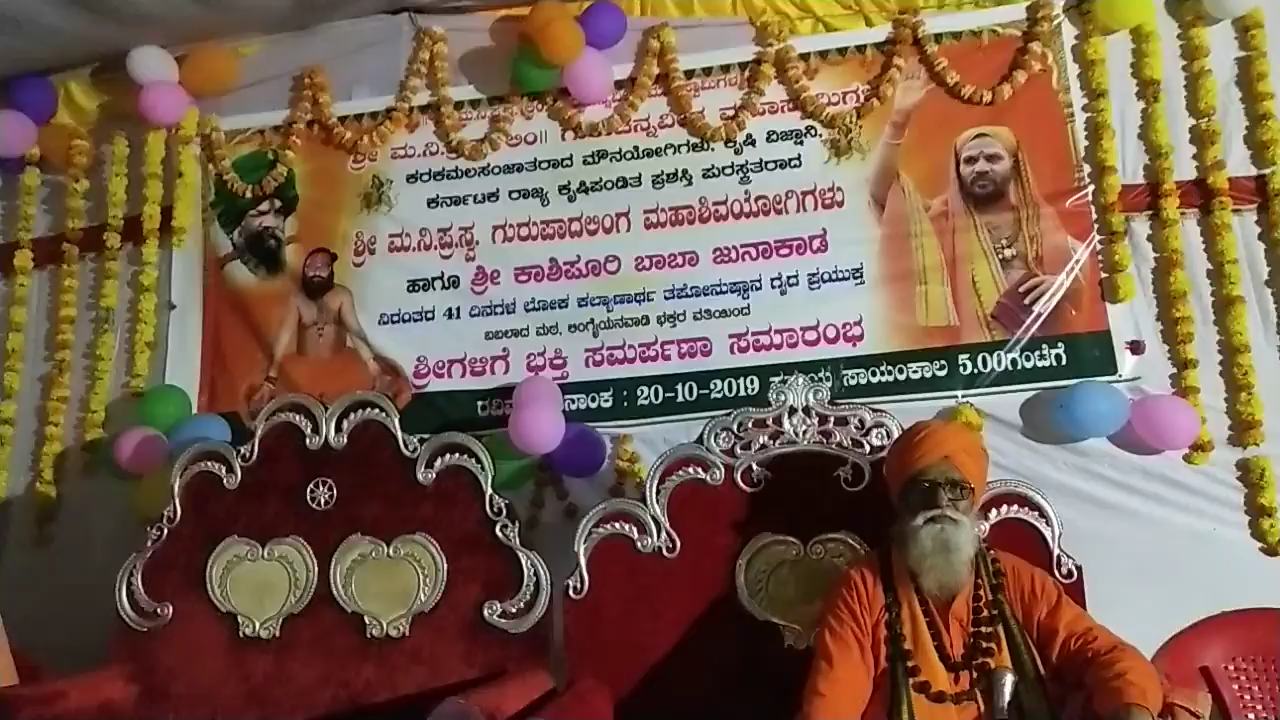 ಶ್ರೀ ಮ.ನಿ.ಪ್ರ.
ಕರಕಮಲಸಂಜಾತರಾದ ಮೌನಯೋಗಿಗಳು. ಕೃಷಿ ವಿಜ್ಞಾನಿ,
ಕರ್ನಾಟಕ ರಾಜ್ಯ ಕೃಷಿಪಂಡಿತ ಪ್ರಶಸ್ತಿ ಪುರಸ್ಕೃತರಾದ
ಶ್ರೀ ಮ.ನಿ.ಪ್ರ.ಸ್ವ. ಗುರುಪಾದಲಿಂಗ ಮಹಾಶಿವಯೋಗಿಗಳು
ಹಾಗೂ ಶ್ರೀ ಕಾಶಿಪೂರಿ ಬಾಬಾ ಜುನಾಕಾಡ
ನಿರಂತರ 41 ದಿನಗಳ ಲೋಕ ಕಲ್ಯಾಣಾರ್ಥ ತಪೋನುಷ್ಠಾನ ಗೈದ ಪ್ರಯುಕ್ತ
ಬಬಲಾದ ಮಠ, ಲಿಂಗೈಯನವಾಡಿ ಭಕ್ತರ ವತಿಯಿಂದ
ಶ್ರೀಗಳಿಗೆ ಭಕ್ತಿ ಸಮರ್ಪಣಾ ಸಮಾರಂಭ
: 20-10-2019 ಸಾಯಂಕಾಲ 5.00ಗಂಟೆಗೆ